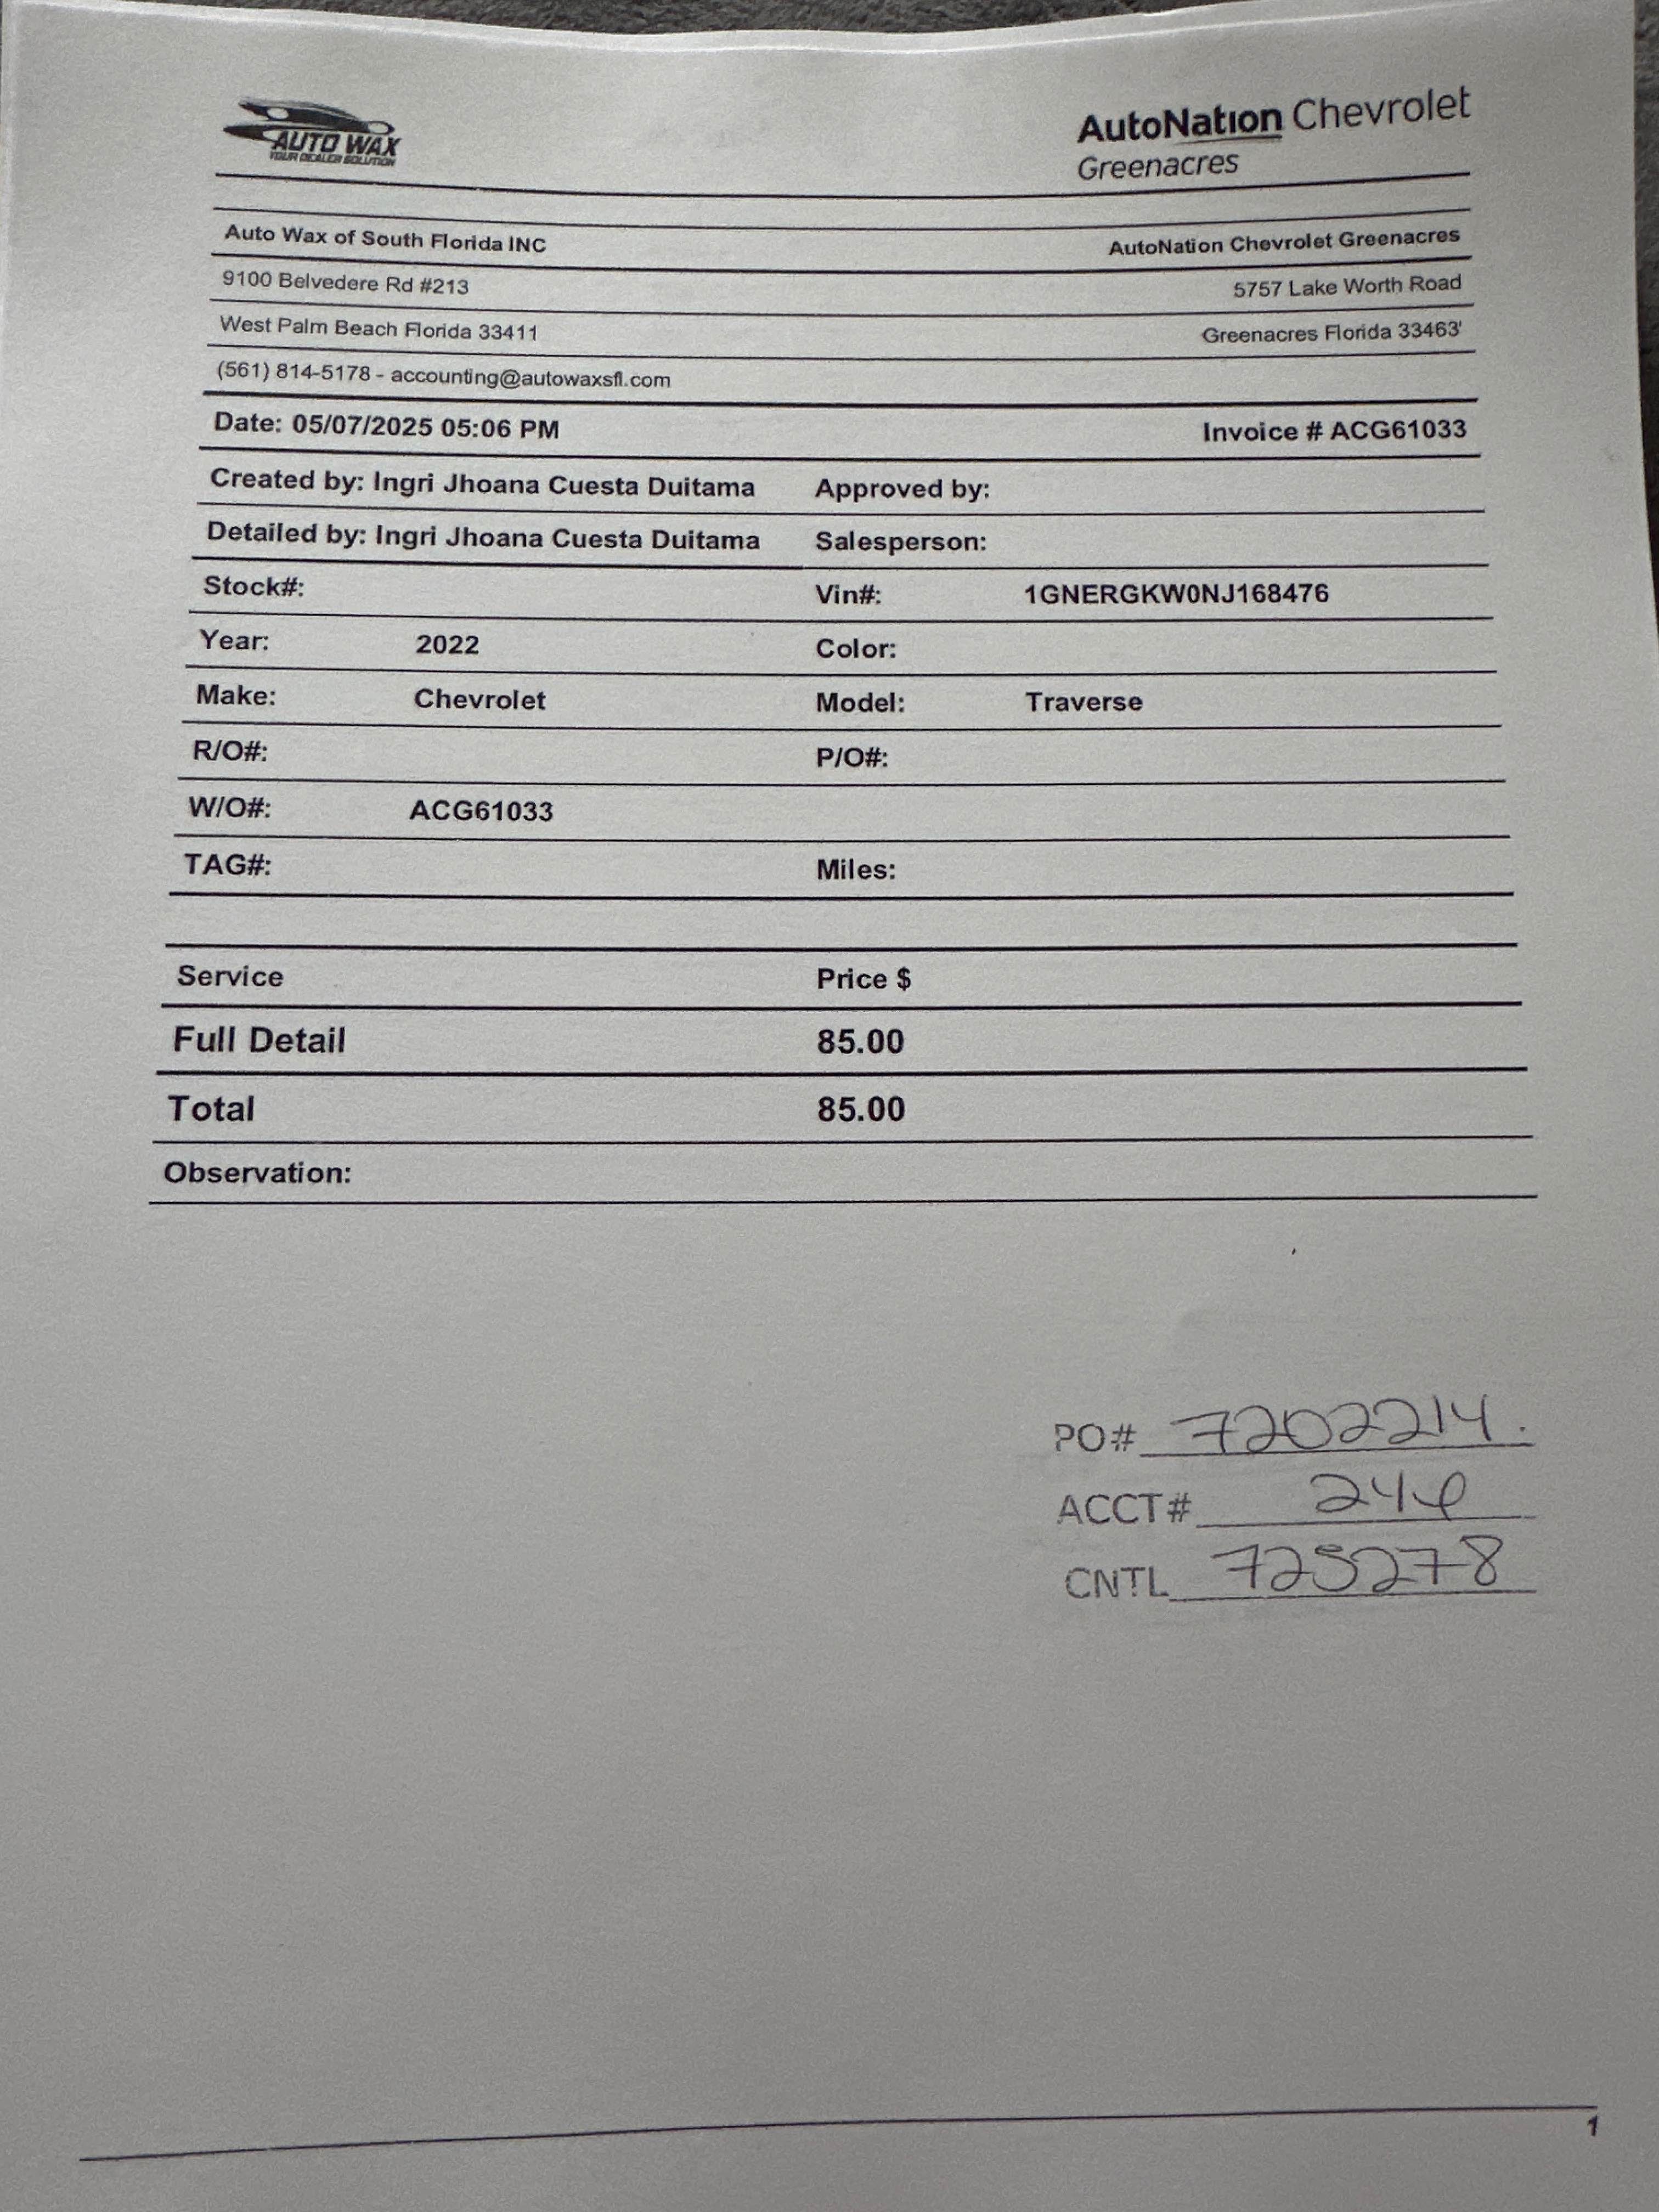 AUTO WAX
YOUR DEALER SOLUTION
AutoNation Chevrolet
Greenacres
Auto Wax of South Florida INC
AutoNation Chevrolet Greenacres
9100 Belvedere Rd #213
5757 Lake Worth Road
West Palm Beach Florida 33411
Greenacres Florida 33463'
(561) 814-5178 - accounting@autowaxsfl.com
Date: 05/07/2025 05:06 PM Invoice # ACG61033
Created by: Ingri Jhoana Cuesta Duitama Approved by:
Detailed by: Ingri Jhoana Cuesta Duitama Salesperson:
Stock#: Vin#: 1GNERGKW0NJ168476
Year: 2022 Color:
Make: Chevrolet Model: Traverse
R/O#: P/O#:
W/O#: ACG61033
TAG#: Miles:
Service Price $
Full Detail 85.00
Total 85.00
Observation:
PO# 7202214.
ACCT#
CNTL 725278
1